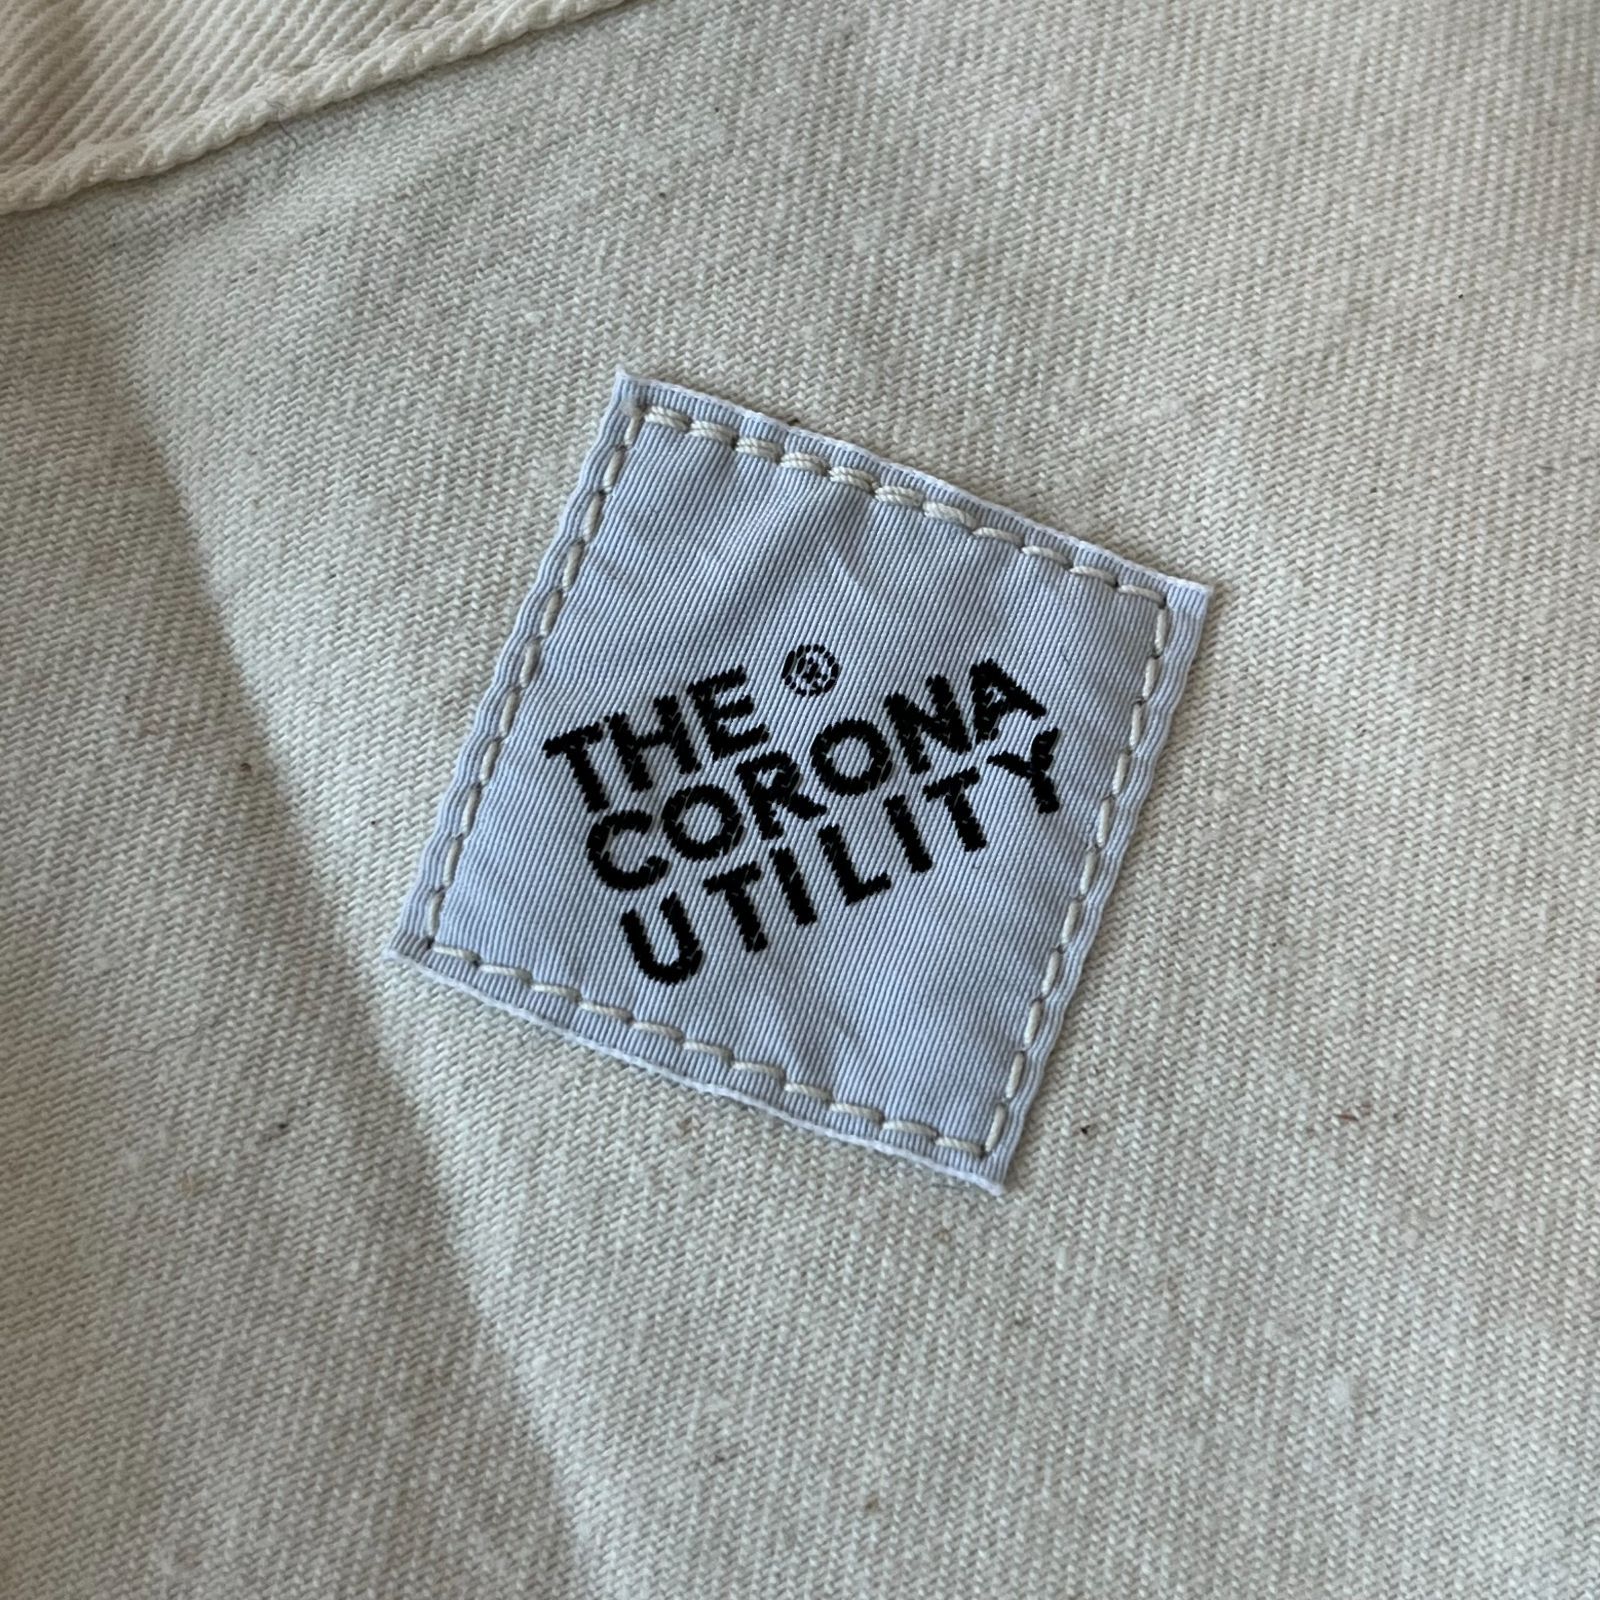 THE ®
CORONA
UTILITY